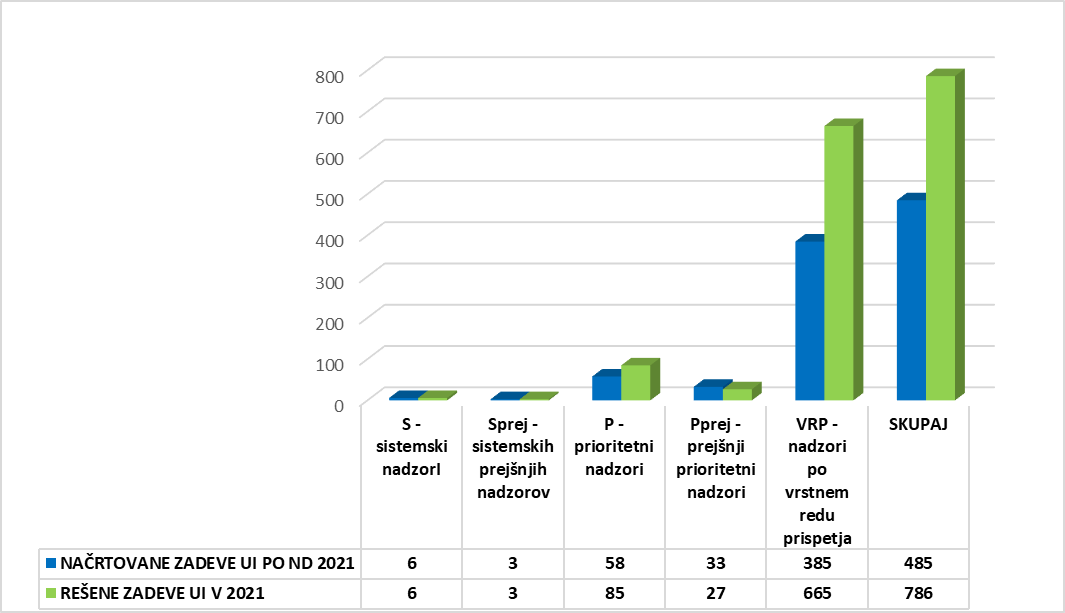 800
700
600
500
400
300
200
100
0
S -
sistemski
nadzorI
Sprej -
sistemskih
prejšnjih
nadzorov
P -
prioritetni
nadzori
Pprej -
prejšnji
prioritetni
nadzori
VRP -
nadzori
po
vrstnem
redu
prispetja
SKUPAJ
NAČRTOVANE ZADEVE UI PO ND 2021 6 3 58 33 385 485
REŠENE ZADEVE UI V 2021 6 3 85 27 665 786